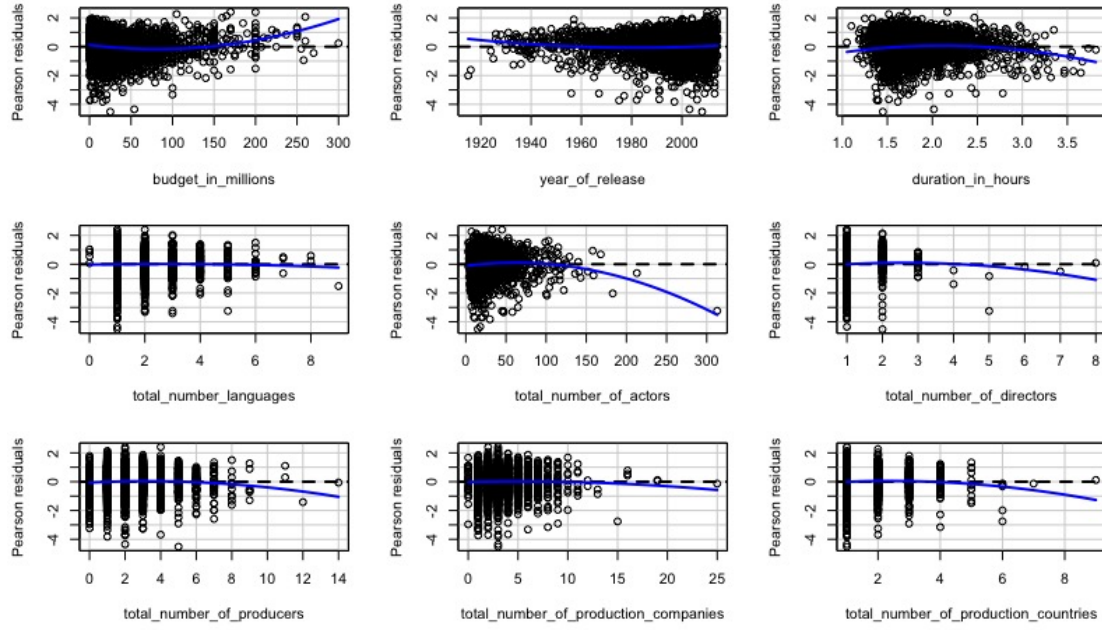 Pearson residuals
2
0
-2
-4
0 50 100 150 200 250 300
budget_in_millions
Pearson residuals
2
0
-2
-4
1920 1940 1960 1980 2000
year_of_release
Pearson residuals
2
0
-2
-4
1.0 1.5 2.0 2.5 3.0 3.5
duration_in_hours
Pearson residuals
2
0
-2
-4
0 2 4 6 8
total_number_languages
Pearson residuals
2
0
-2
-4
0 50 100 150 200 250 300
total_number_of_actors
Pearson residuals
2
0
-2
-4
1 2 3 4 5 6 7 8
total_number_of_directors
Pearson residuals
2
0
-2
-4
0 2 4 6 8 10 12 14
total_number_of_producers
Pearson residuals
2
0
-2
-4
0 5 10 15 20 25
total_number_of_production_companies
Pearson residuals
2
0
-2
-4
2 4 6 8
total_number_of_production_countries